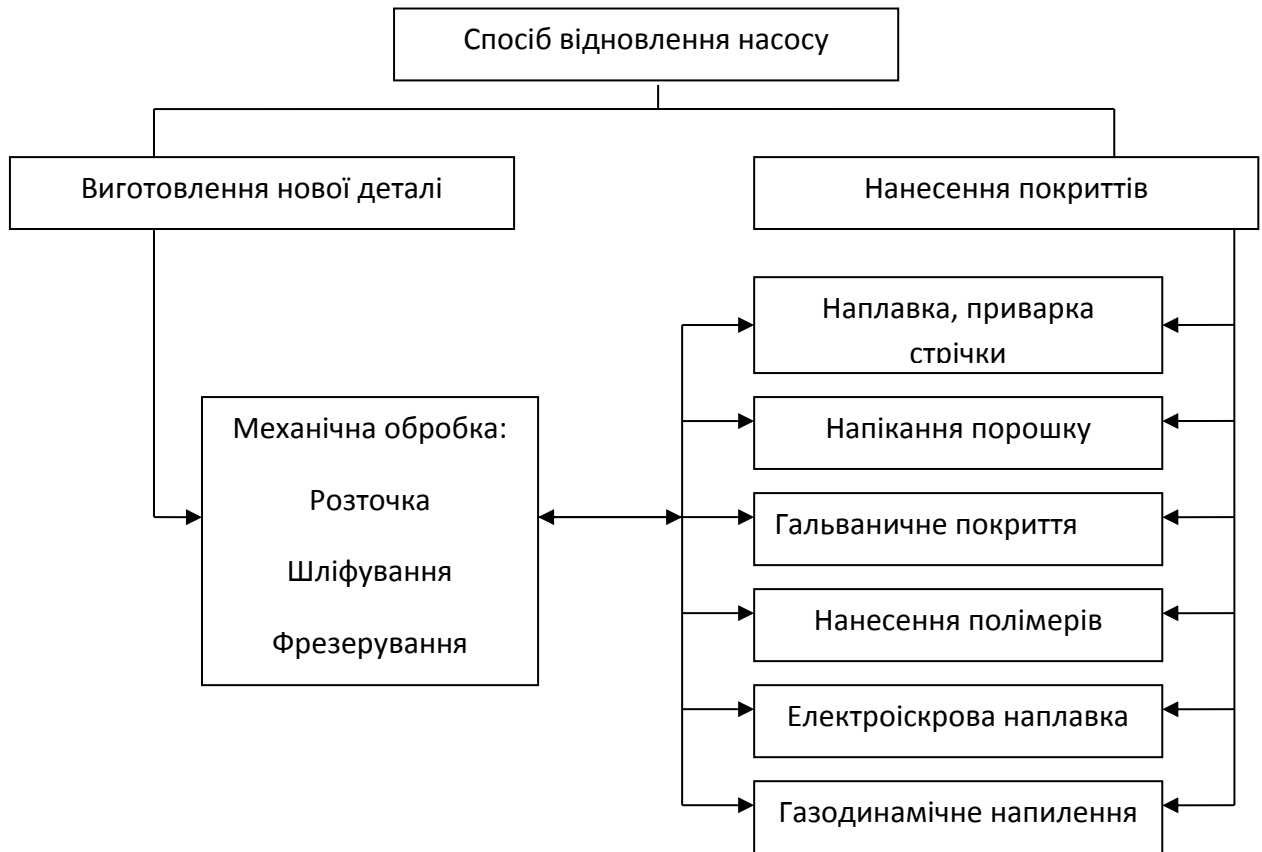 Спосіб відновлення насосу
Виготовлення нової деталі
Нанесення покриттів
Наплавка, приварка
стрічки
Механічна обробка:
Розточка
Шліфування
Фрезерування
Напікання порошку
Гальваничне покриття
Нанесення полімерів
Електроіскрова наплавка
Газодинамічне напилення